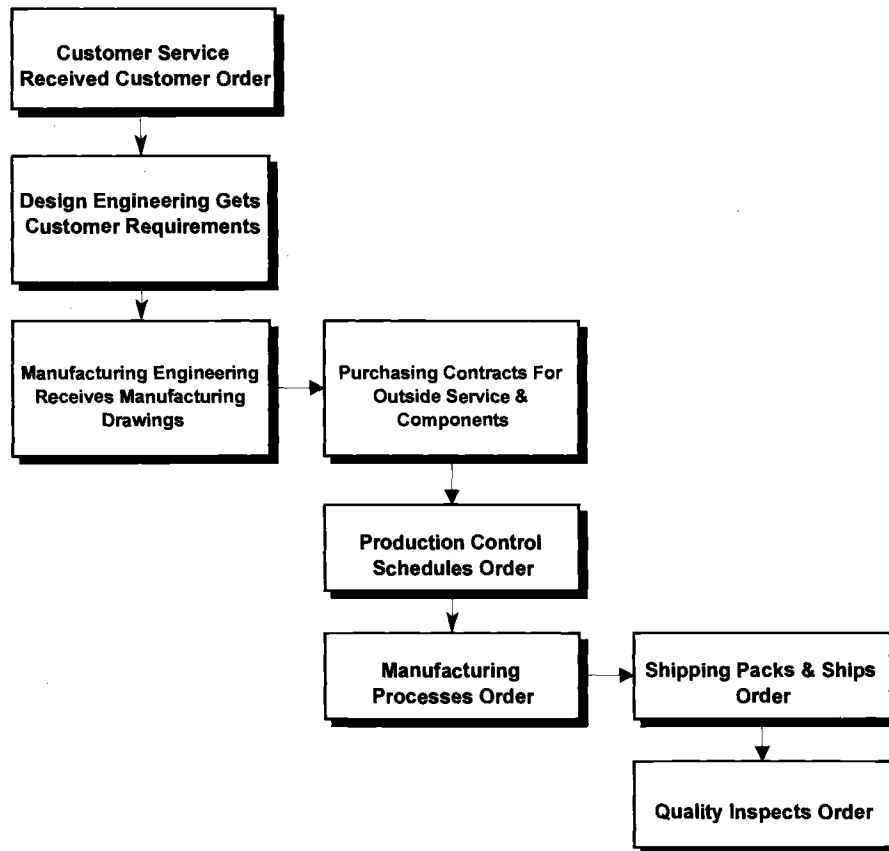 Customer Service
Received Customer Order
Design Engineering Gets
Customer Requirements
Manufacturing Engineering
Receives Manufacturing
Drawings
Purchasing Contracts For
Outside Service &
Components
Production Control
Schedules Order
Manufacturing
Processes Order
Shipping Packs & Ships
Order
Quality Inspects Order